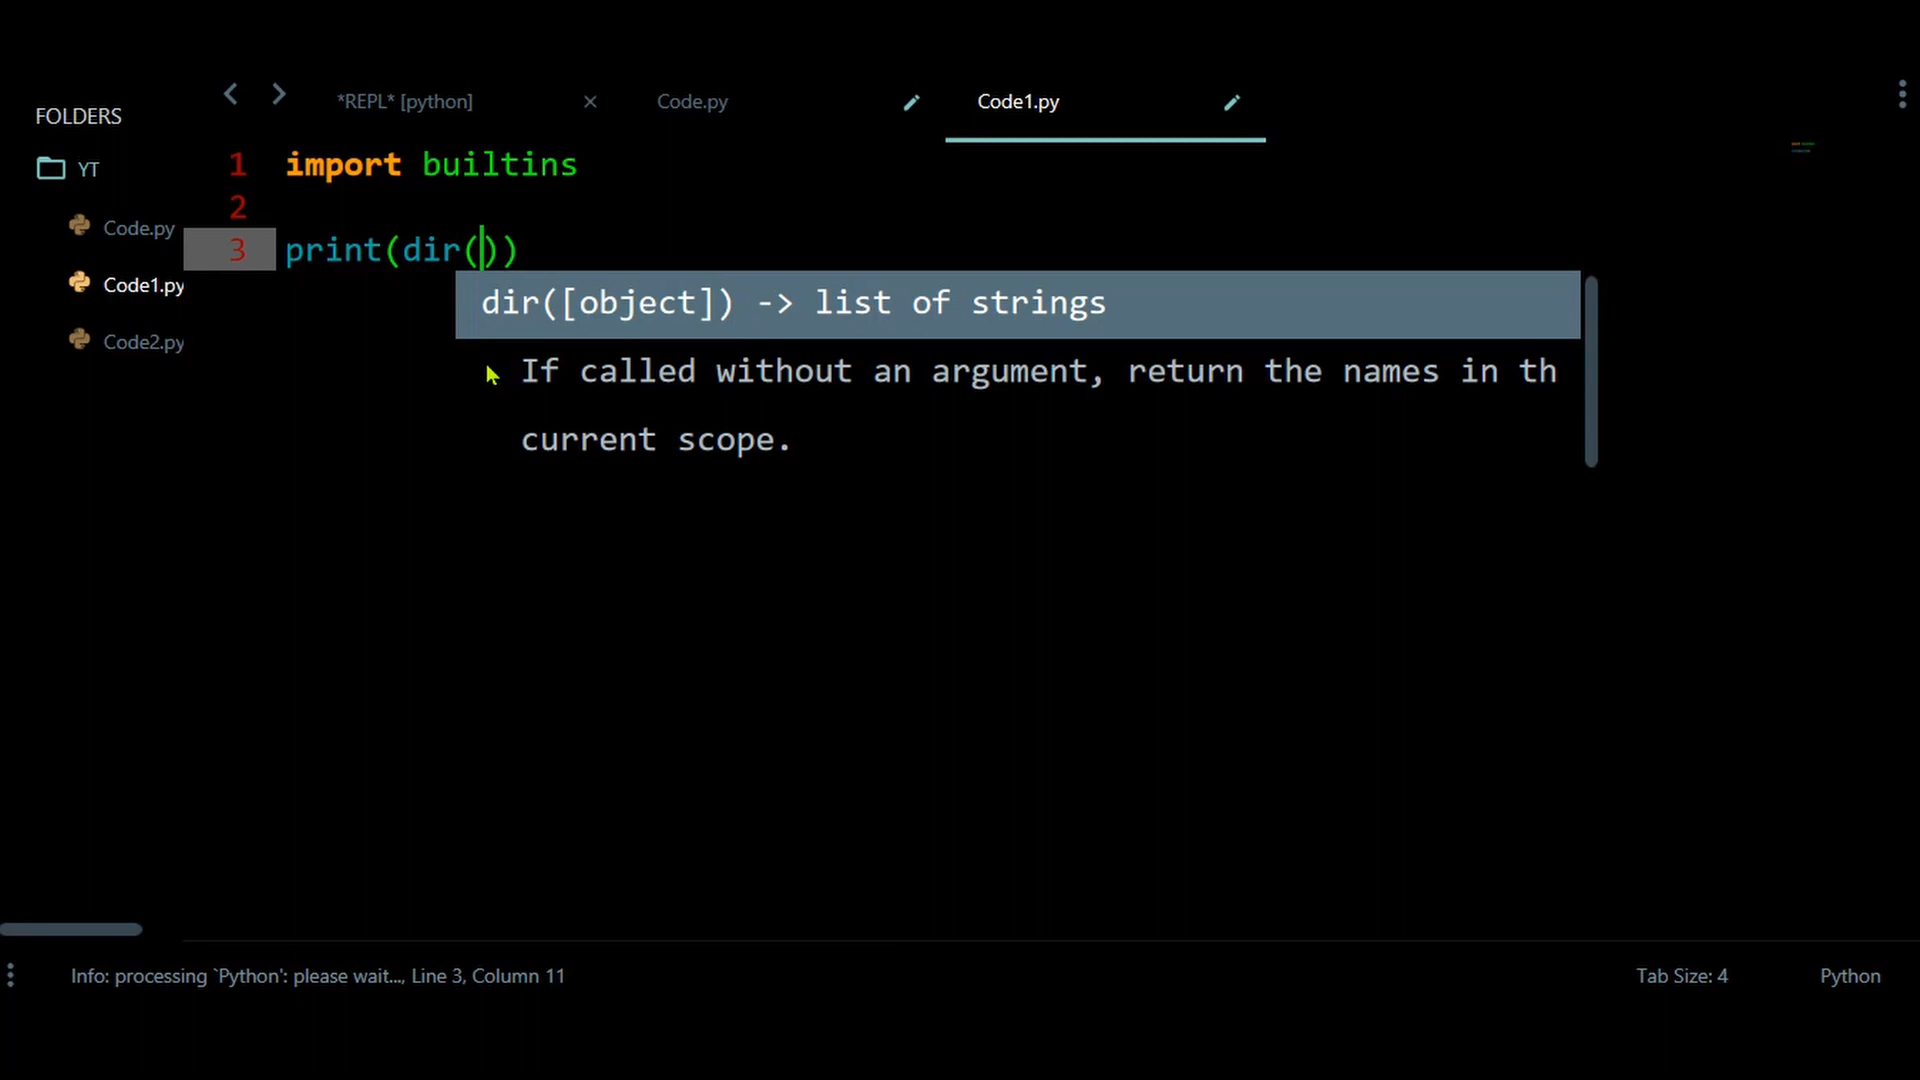 FOLDERS
YT
Code.py
Code1.py
Code2.py
*REPL* [python]
Code.py
Code1.py
1 import builtins
2
3 print(dir())
dir([object]) -> list of strings
If called without an argument, return the names in th
current scope.
Info: processing `Python': please wait..., Line 3, Column 11
Tab Size: 4
Python